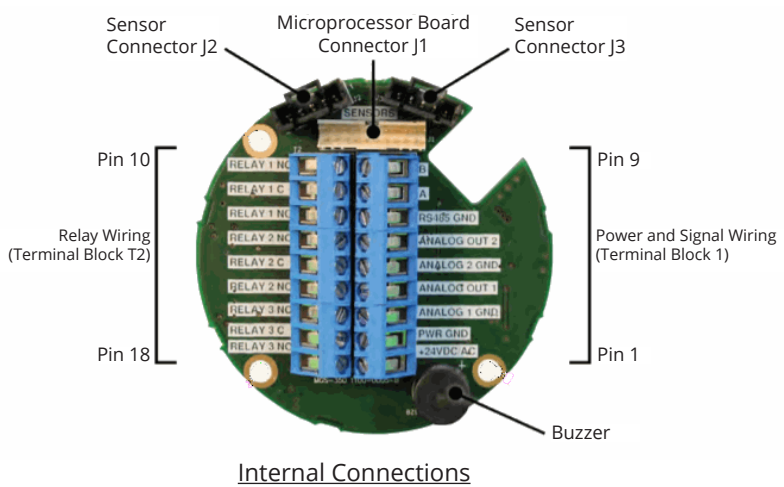 Sensor
Connector J2
Microprocessor Board
Connector J1
Sensor
Connector J3
SENSORS
T2
Pin 10
Pin 9
RELAY 1 NC
B
RELAY 1 C
A
RELAY 1 NO
RS485 GND
Relay Wiring
(Terminal Block T2)
RELAY 2 NC
ANALOG OUT 2
Power and Signal Wiring
(Terminal Block 1)
RELAY 2 C
ANALOG 2 GND
RELAY 2 NO
ANALOG OUT 1
RELAY 3 NC
ANALOG 1 GND
RELAY 3 C
PWR GND
Pin 18
RELAY 3 NO
+24VDC/AC
Pin 1
+
Buzzer
Internal Connections